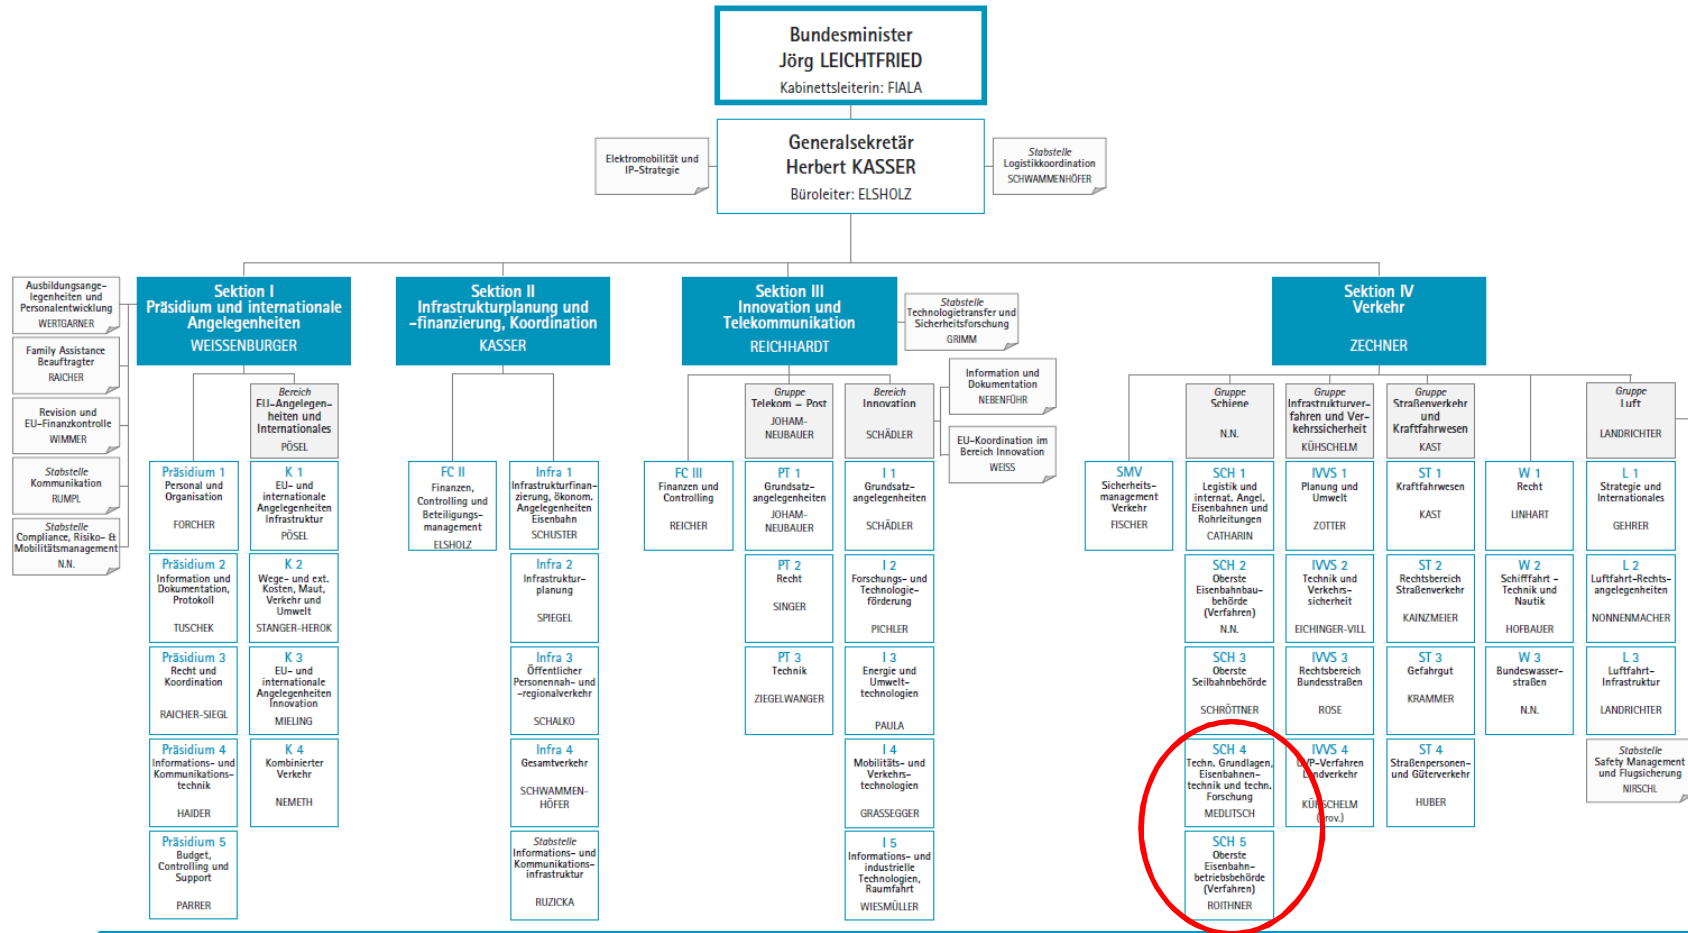 Bundesminister
Jörg LEICHTFRIED
Kabinettsleiterin: FIALA
Generalsekretär
Herbert KASSER
Büroleiter: ELSHOLZ
Elektromobilität und
IP-Strategie
Stabstelle
Logistikkoordination
SCHWAMMENHÖFER
Ausbildungsange-
legenheiten und
Personalentwicklung
WERTGARNER
Family Assistance
Beauftragter
RAICHER
Revision und
EU-Finanzkontrolle
WIMMER
Stabstelle
Kommunikation
RUMPL
Stabstelle
Compliance, Risiko- &
Mobilitätsmanagement
N.N.
Sektion I
Präsidium und internationale
Angelegenheiten
WEISSENBURGER
Bereich
EU-Angelegen-
heiten und
Internationales
PÖSEL
Präsidium 1
Personal und
Organisation
FORCHER
Präsidium 2
Information und
Dokumentation,
Protokoll
TUSCHEK
Präsidium 3
Recht und
Koordination
RAICHER-SIEGL
Präsidium 4
Informations- und
Kommunikations-
technik
HAIDER
Präsidium 5
Budget,
Controlling und
Support
PARRER
K 1
EU- und
internationale
Angelegenheiten
Infrastruktur
PÖSEL
K 2
Wege- und ext.
Kosten, Maut,
Verkehr und
Umwelt
STANGER-HEROK
K 3
EU- und
internationale
Angelegenheiten
Innovation
MIELING
K 4
Kombinierter
Verkehr
NEMETH
Sektion II
Infrastrukturplanung und
-finanzierung, Koordination
KASSER
FC II
Finanzen,
Controlling und
Beteiligungs-
management
ELSHOLZ
Infra 1
Infrastrukturfinan-
zierung, ökonom.
Angelegenheiten
Eisenbahn
SCHUSTER
Infra 2
Infrastruktur-
planung
SPIEGEL
Infra 3
Öffentlicher
Personennah- und
-regionalverkehr
SCHALKO
Infra 4
Gesamtverkehr
SCHWAMMEN-
HÖFER
Stabstelle
Informations- und
Kommunikations-
infrastruktur
RUZICKA
Sektion III
Innovation und
Telekommunikation
REICHHARDT
Stabstelle
Technologietransfer und
Sicherheitsforschung
GRIMM
Information und
Dokumentation
NEBENFÜHR
EU-Koordination im
Bereich Innovation
WEISS
Gruppe
Telekom – Post
JOHAM-
NEUBAUER
Bereich
Innovation
SCHÄDLER
FC III
Finanzen und
Controlling
REICHER
PT 1
Grundsatz-
angelegenheiten
JOHAM-
NEUBAUER
PT 2
Recht
SINGER
PT 3
Technik
ZIEGELWANGER
I 1
Grundsatz-
angelegenheiten
SCHÄDLER
I 2
Forschungs- und
Technologie-
förderung
PICHLER
I 3
Energie und
Umwelt-
technologien
PAULA
I 4
Mobilitäts- und
Verkehrs-
technologien
GRASSEGGER
I 5
Informations- und
industrielle
Technologien,
Raumfahrt
WIESMÜLLER
Sektion IV
Verkehr
ZECHNER
Gruppe
Schiene
N.N.
Gruppe
Infrastrukturver-
fahren und Ver-
kehrssicherheit
KÜHSCHELM
Gruppe
Straßenverkehr
und
Kraftfahrwesen
KAST
Gruppe
Luft
LANDRICHTER
SMV
Sicherheits-
management
Verkehr
FISCHER
SCH 1
Logistik und
internat. Angel.
Eisenbahnen und
Rohrleitungen
CATHARIN
SCH 2
Oberste
Eisenbahnbau-
behörde
(Verfahren)
N.N.
SCH 3
Oberste
Seilbahnbehörde
SCHRÖTTNER
SCH 4
Techn. Grundlagen,
Eisenbahnen-
technik und techn.
Forschung
MEDLITSCH
SCH 5
Oberste
Eisenbahn-
betriebsbehörde
(Verfahren)
ROITHNER
IVVS 1
Planung und
Umwelt
ZOTTER
IVVS 2
Technik und
Verkehrs-
sicherheit
EICHINGER-VILL
IVVS 3
Rechtsbereich
Bundesstraßen
ROSE
IVVS 4
UVP-Verfahren
Landverkehr
KÜHSCHELM
(prov.)
ST 1
Kraftfahrwesen
KAST
ST 2
Rechtsbereich
Straßenverkehr
KAINZMEIER
ST 3
Gefahrgut
KRAMMER
ST 4
Straßenpersonen-
und Güterverkehr
HUBER
W 1
Recht
LINHART
W 2
Schifffahrt -
Technik und
Nautik
HOFBAUER
W 3
Bundeswasser-
straßen
N.N.
L 1
Strategie und
Internationales
GEHRER
L 2
Luftfahrt-Rechts-
angelegenheiten
NONNENMACHER
L 3
Luftfahrt-
Infrastruktur
LANDRICHTER
Stabstelle
Safety Management
und Flugsicherung
NIRSCHL